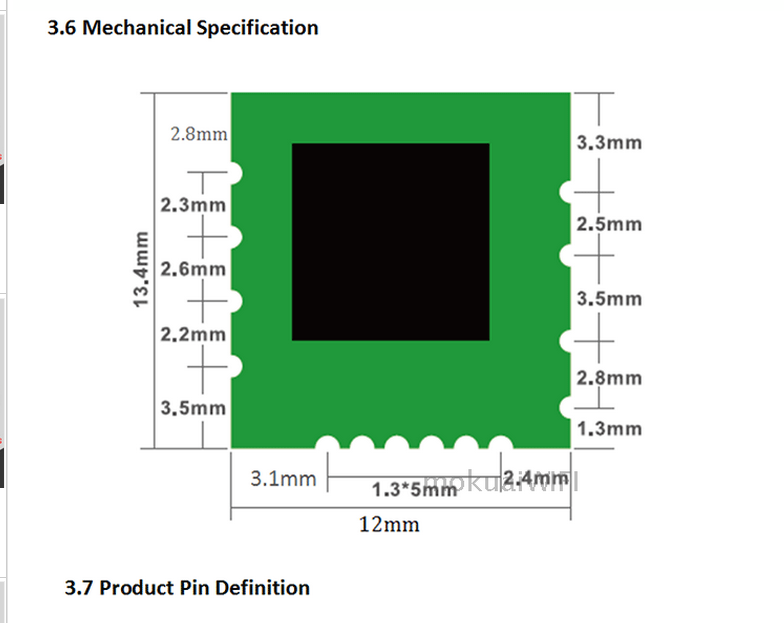 3.6 Mechanical Specification
2.8mm
3.3mm
2.3mm
2.5mm
13.4mm
2.6mm
3.5mm
2.2mm
2.8mm
3.5mm
1.3mm
3.1mm
1.3*5mm
mokuaiWIFI
2.4mm
12mm
3.7 Product Pin Definition